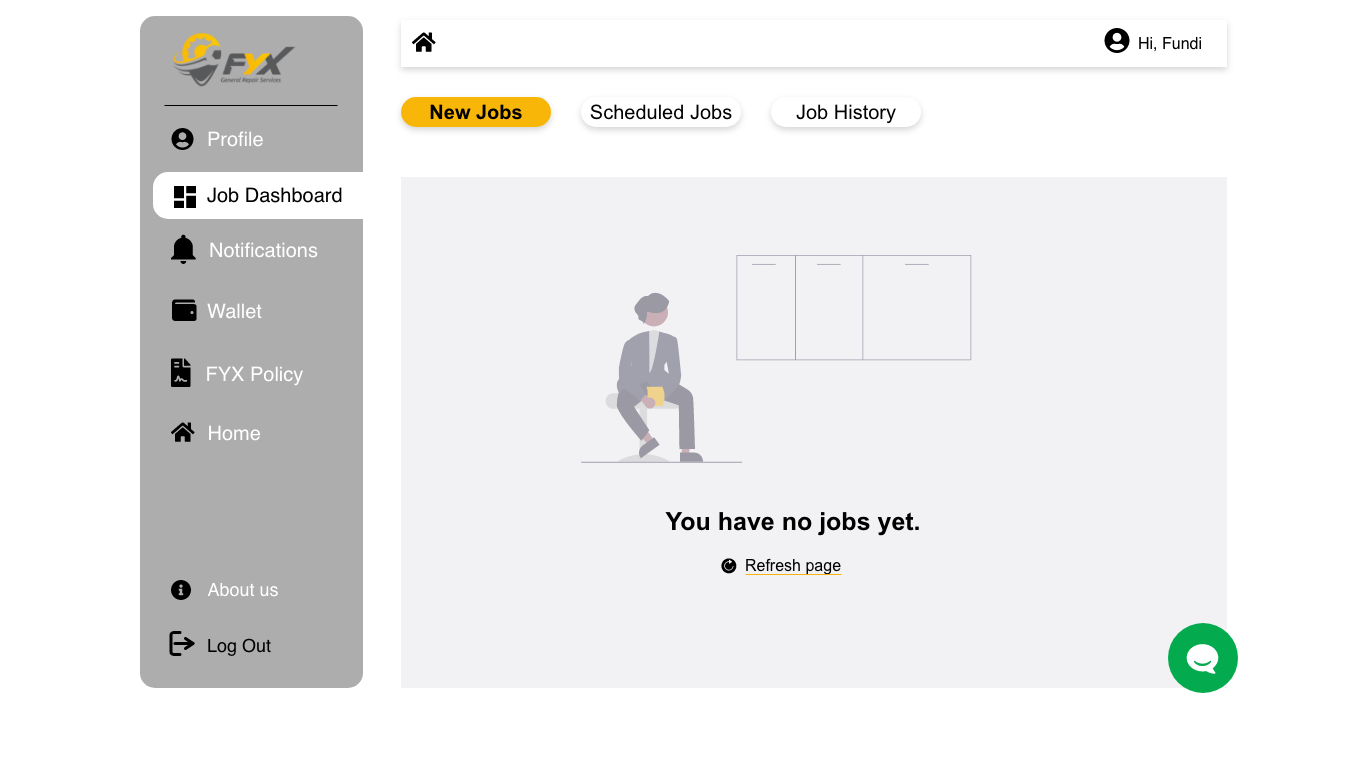 FYX
General Repair Services
Profile
Job Dashboard
Notifications
Wallet
FYX Policy
Home
About us
Log Out
Hi, Fundi
New Jobs
Scheduled Jobs
Job History
You have no jobs yet.
Refresh page